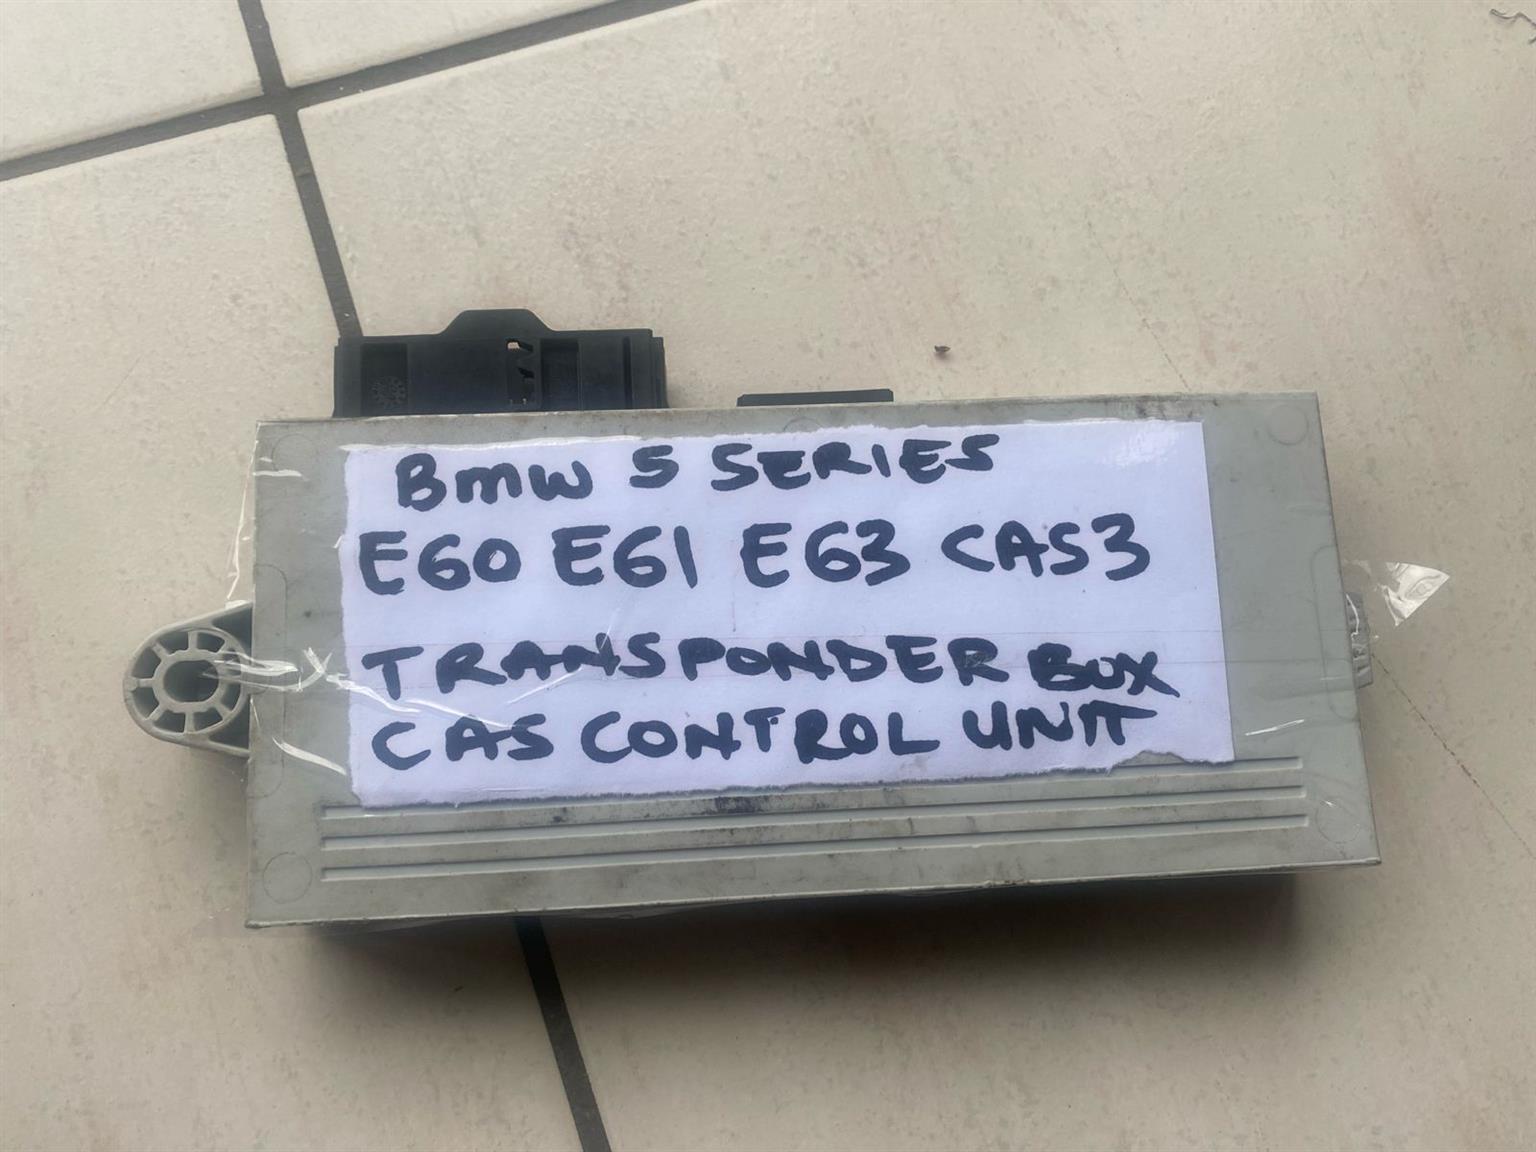 BMW 5 SERIES
E60 E61 E63 CAS3
TRANSPONDER BOX
CAS CONTROL UNIT